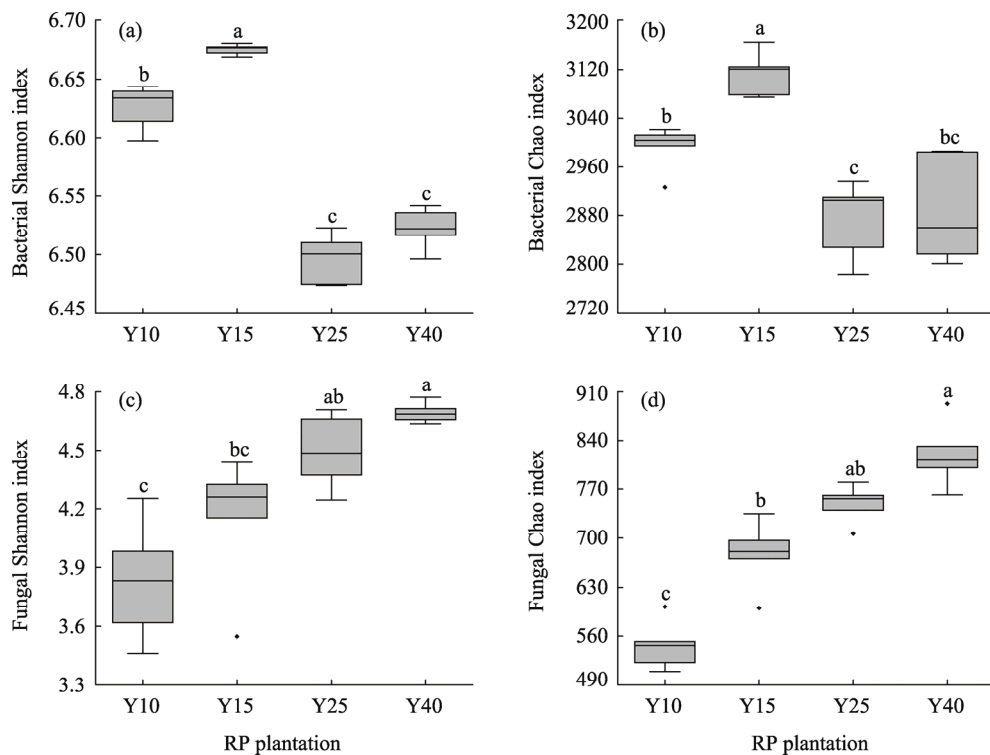 (a)
Bacterial Shannon index
6.70
6.65
6.60
6.55
6.50
6.45
b
a
c
c
Y10 Y15 Y25 Y40
(b)
Bacterial Chao index
3200
3120
3040
2960
2880
2800
2720
b
a
c
bc
Y10 Y15 Y25 Y40
(c)
Fungal Shannon index
4.8
4.5
4.2
3.9
3.6
3.3
c
bc
ab
a
Y10 Y15 Y25 Y40
RP plantation
(d)
Fungal Chao index
910
840
770
700
630
560
490
c
b
ab
a
Y10 Y15 Y25 Y40
RP plantation